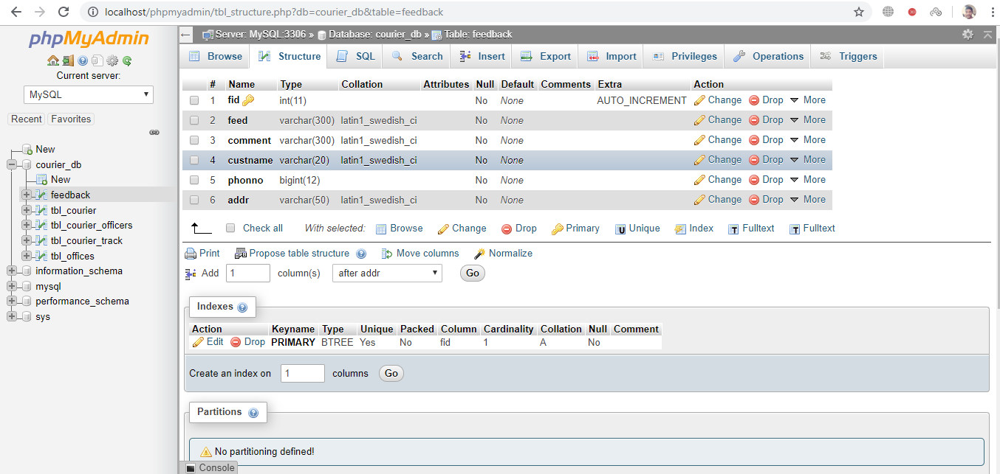 localhost/phpmyadmin/tbl_structure.php?db=courier_db&table=feedback
phpMyAdmin
Current server:
MySQL
Recent Favorites
New
courier_db
New
feedback
tbl_courier
tbl_courier_officers
tbl_courier_track
tbl_offices
information_schema
mysql
performance_schema
sys
Server: MySQL:3306 » Database: courier_db » Table: feedback
Browse Structure SQL Search Insert Export Import Privileges Operations Triggers
# Name Type Collation Attributes Null Default Comments Extra Action
1 fid int(11) No None AUTO_INCREMENT Change Drop More
2 feed varchar(300) latin1_swedish_ci No None Change Drop More
3 comment varchar(300) latin1_swedish_ci No None Change Drop More
4 custname varchar(20) latin1_swedish_ci No None Change Drop More
5 phonno bigint(12) No None Change Drop More
6 addr varchar(50) latin1_swedish_ci No None Change Drop More
Check all With selected: Browse Change Drop Primary Unique Index Fulltext Fulltext
Print Propose table structure Move columns Normalize
Add 1 column(s) after addr Go
Indexes
Action Keyname Type Unique Packed Column Cardinality Collation Null Comment
Edit Drop PRIMARY BTREE Yes No fid 1 A No
Create an index on 1 columns Go
Partitions
No partitioning defined!
Console